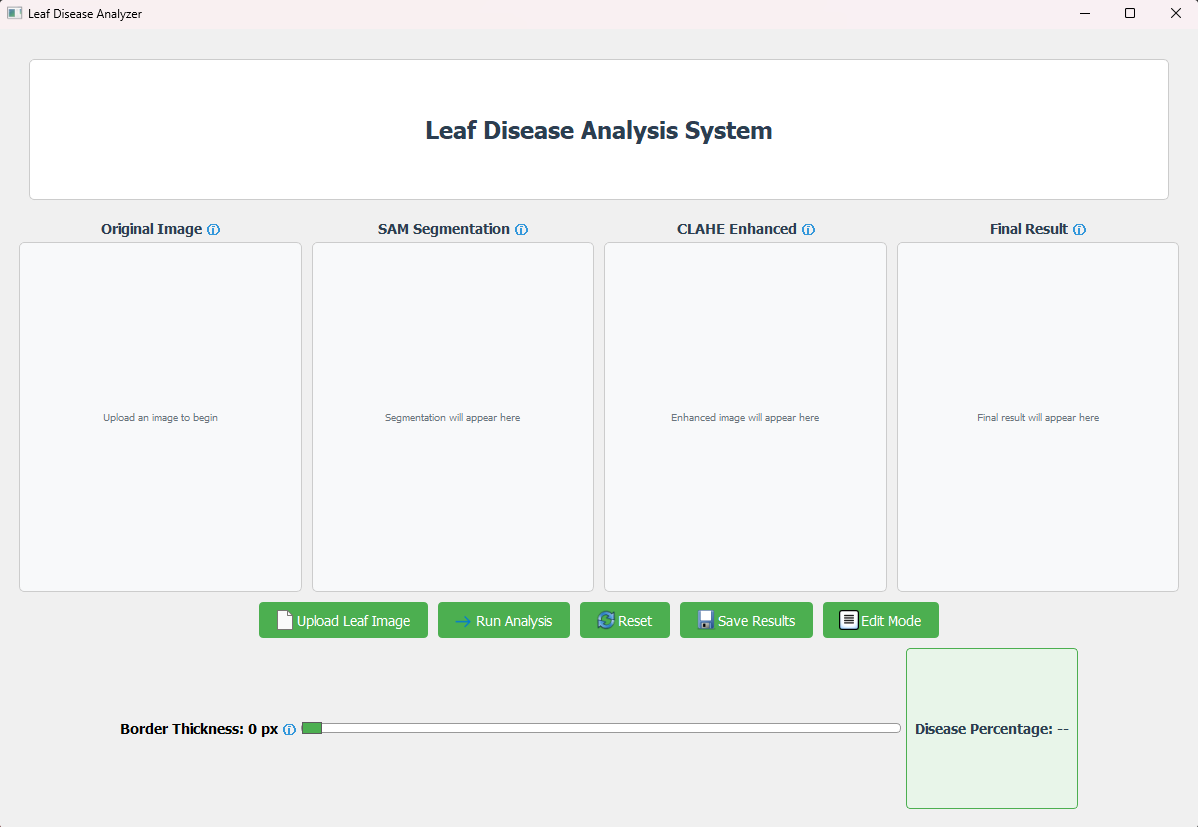 Leaf Disease Analyzer
Leaf Disease Analysis System
Original Image
SAM Segmentation
CLAHE Enhanced
Final Result
Upload an image to begin
Segmentation will appear here
Enhanced image will appear here
Final result will appear here
Upload Leaf Image
Run Analysis
Reset
Save Results
Edit Mode
Border Thickness: 0 px
Disease Percentage: --